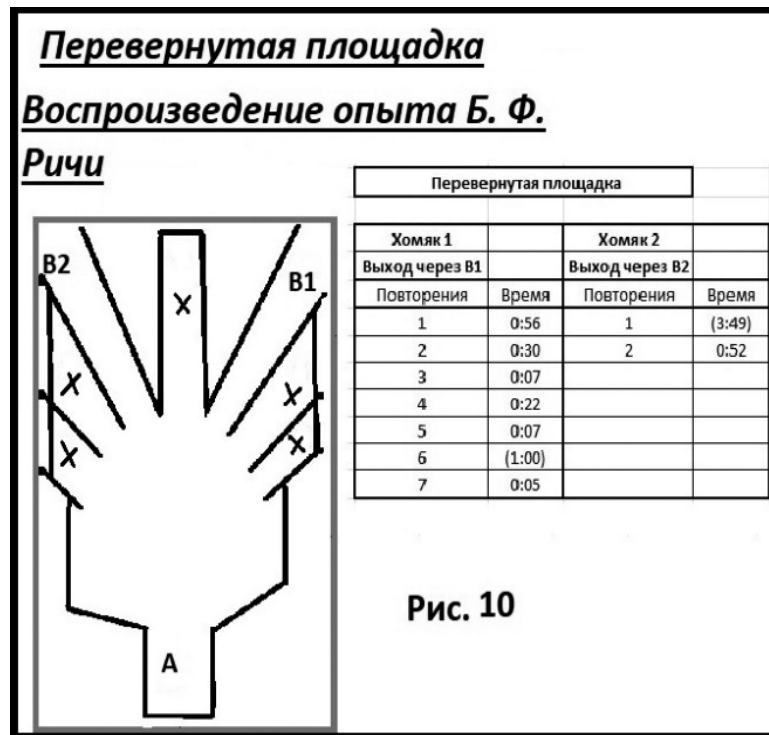 Перевернутая площадка
Воспроизведение опыта Б. Ф.
Ричи
Перевернутая площадка
Хомяк 1 Хомяк 2
Выход через В1 Выход через В2
Повторения Время Повторения Время
1 0:56 1 (3:49)
2 0:30 2 0:52
3 0:07
4 0:22
5 0:07
6 (1:00)
7 0:05
В2
В1
X
X
X
X
X
А
Рис. 10